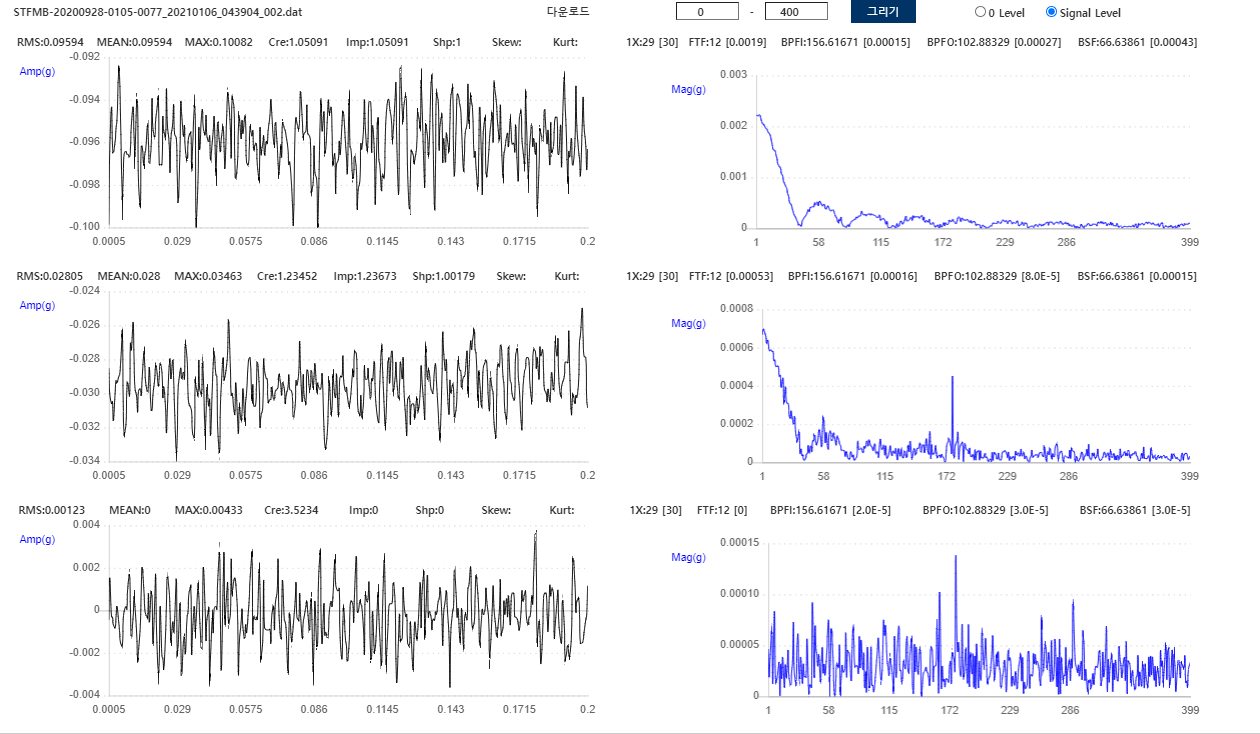 STFMB-20200928-0105-0077_20210106_043904_002.dat 다운로드 0 - 400 그리기 0 Level Signal Level
RMS:0.09594 MEAN:0.09594 MAX:0.10082 Cre:1.05091 Imp:1.05091 Shp:1 Skew: Kurt:
Amp(g)
-0.092
-0.094
-0.096
-0.098
-0.100
0.0005 0.029 0.0575 0.086 0.1145 0.143 0.1715 0.2
1X:29 [30] FTF:12 [0.0019] BPFI:156.61671 [0.00015] BPFO:102.88329 [0.00027] BSF:66.63861 [0.00043]
Mag(g)
0.003
0.002
0.001
0
1 58 115 172 229 286 399
RMS:0.02805 MEAN:0.028 MAX:0.03463 Cre:1.23452 Imp:1.23673 Shp:1.00179 Skew: Kurt:
Amp(g)
-0.024
-0.026
-0.028
-0.030
-0.032
-0.034
0.0005 0.029 0.0575 0.086 0.1145 0.143 0.1715 0.2
1X:29 [30] FTF:12 [0.00053] BPFI:156.61671 [0.00016] BPFO:102.88329 [8.0E-5] BSF:66.63861 [0.00015]
Mag(g)
0.0008
0.0006
0.0004
0.0002
0
1 58 115 172 229 286 399
RMS:0.00123 MEAN:0 MAX:0.00433 Cre:3.5234 Imp:0 Shp:0 Skew: Kurt:
Amp(g)
0.004
0.002
0
-0.002
-0.004
0.0005 0.029 0.0575 0.086 0.1145 0.143 0.1715 0.2
1X:29 [30] FTF:12 [0] BPFI:156.61671 [2.0E-5] BPFO:102.88329 [3.0E-5] BSF:66.63861 [3.0E-5]
Mag(g)
0.00015
0.00010
0.00005
0
1 58 115 172 229 286 399